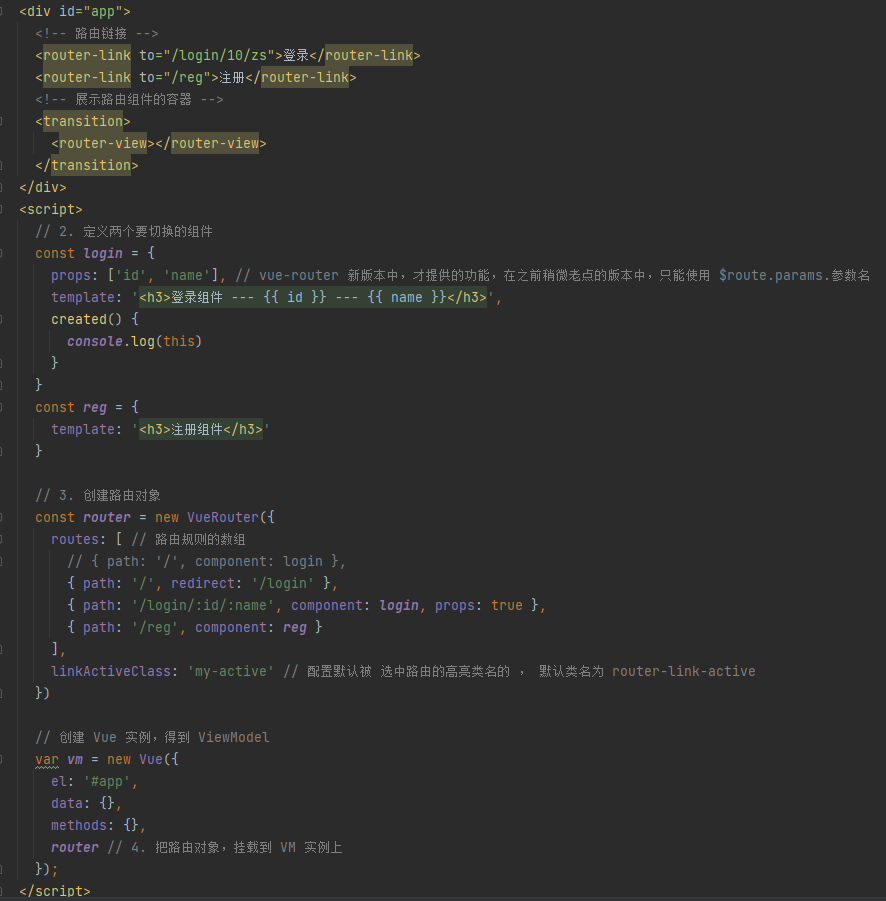 <div id="app">
  <!-- 路由链接 -->
  <router-link to="/login/10/zs">登录</router-link>
  <router-link to="/reg">注册</router-link>
  <!-- 展示路由组件的容器 -->
  <transition>
    <router-view></router-view>
  </transition>
</div>
<script>
  // 2. 定义两个要切换的组件
  const login = {
    props: ['id', 'name'], // vue-router 新版本中，才提供的功能，在之前稍微老点的版本中，只能使用 $route.params.参数名
    template: '<h3>登录组件 --- {{ id }} --- {{ name }}</h3>',
    created() {
      console.log(this)
    }
  }
  const reg = {
    template: '<h3>注册组件</h3>'
  }

  // 3. 创建路由对象
  const router = new VueRouter({
    routes: [ // 路由规则的数组
      // { path: '/', component: login },
      { path: '/', redirect: '/login' },
      { path: '/login/:id/:name', component: login, props: true },
      { path: '/reg', component: reg }
    ],
    linkActiveClass: 'my-active' // 配置默认被 选中路由的高亮类名的 ， 默认类名为 router-link-active
  })

  // 创建 Vue 实例，得到 ViewModel
  var vm = new Vue({
    el: '#app',
    data: {},
    methods: {},
    router // 4. 把路由对象，挂载到 VM 实例上
  });
</script>